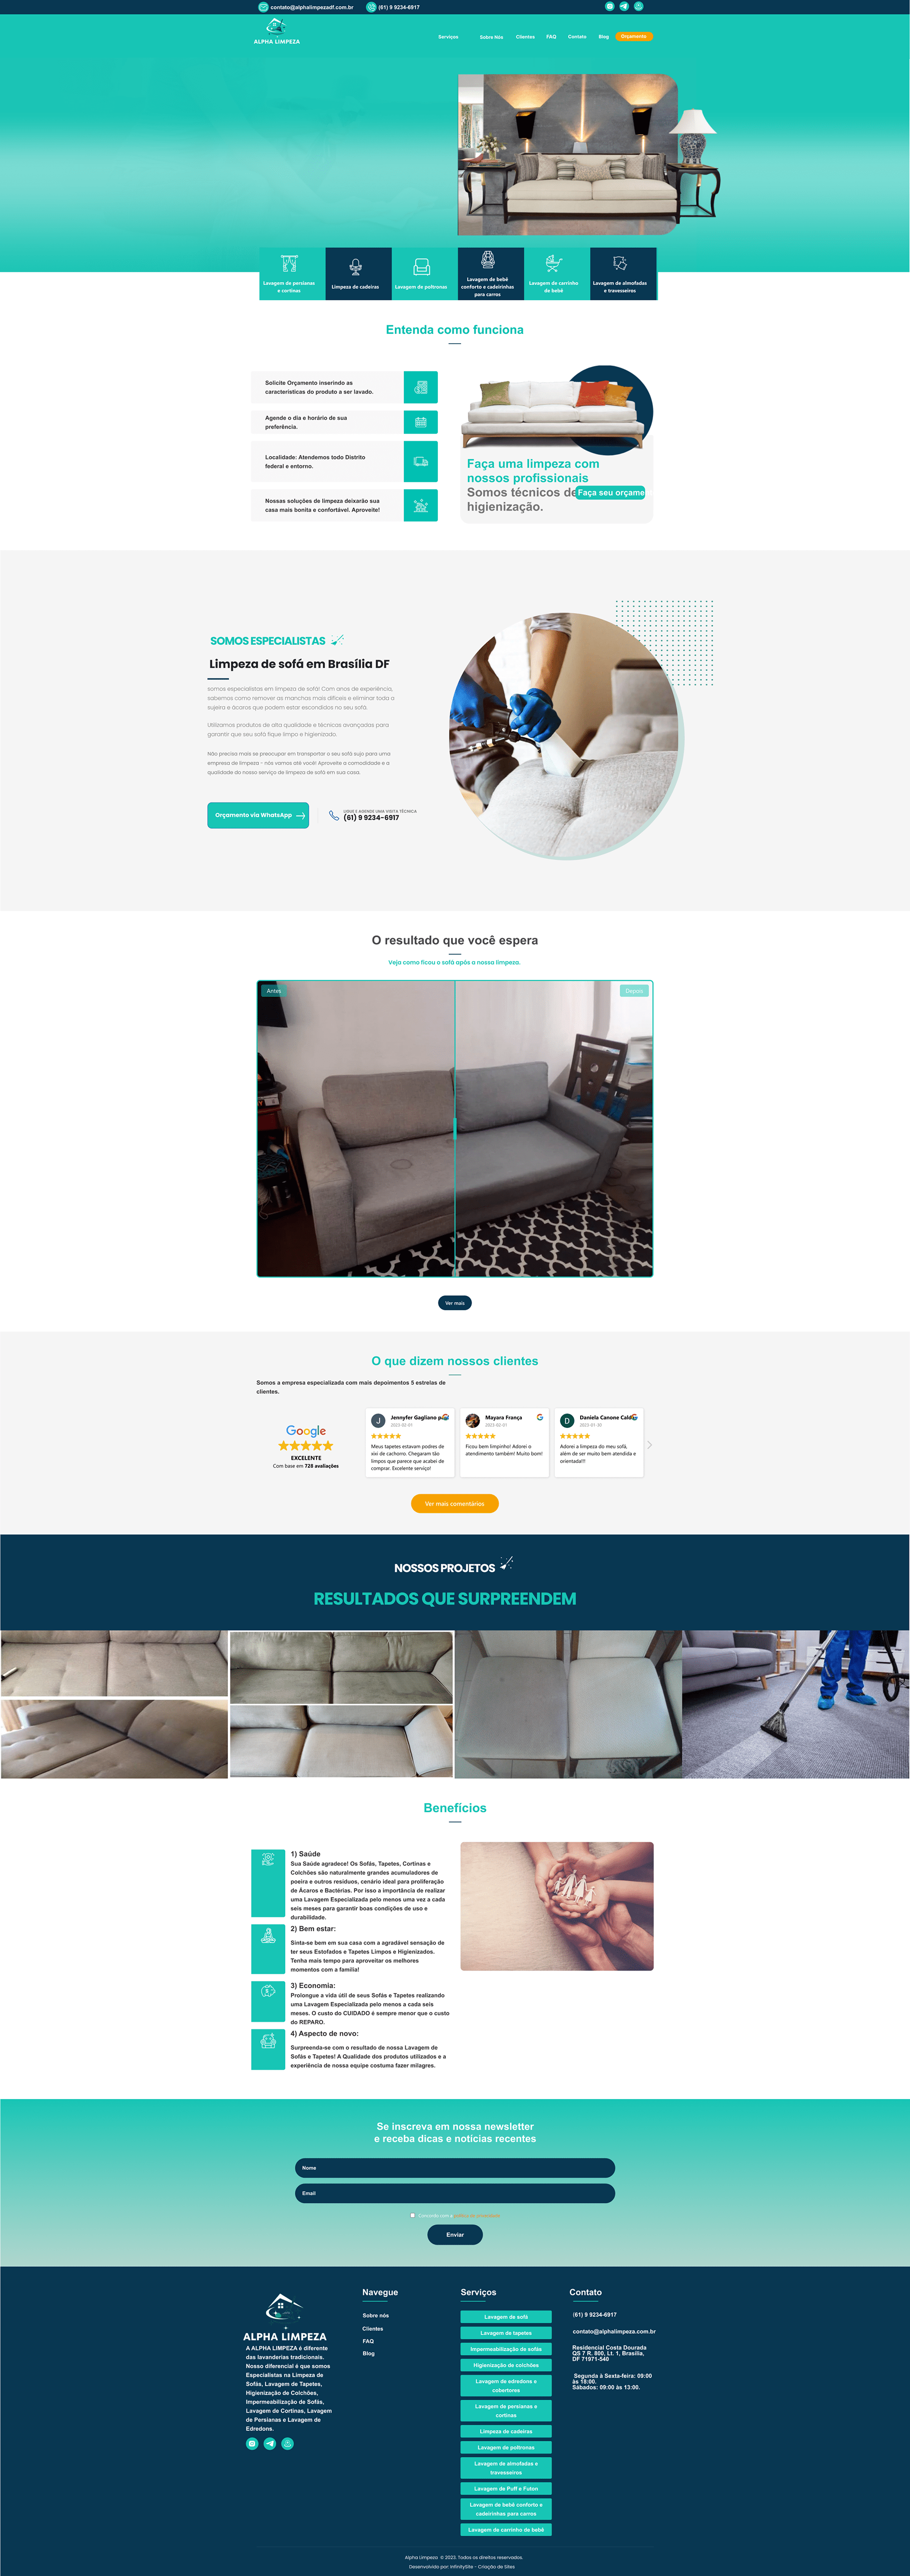 contato@alphalimpezadf.com.br
(61) 9 9234-6917
ALPHA LIMPEZA
Serviços
Sobre Nós
Clientes
FAQ
Contato
Blog
Orçamento
Lavagem de persianas
e cortinas
Limpeza de cadeiras
Lavagem de poltronas
Lavagem de bebê
conforto e cadeirinhas
para carros
Lavagem de carrinho
de bebê
Lavagem de almofadas
e travesseiros
Entenda como funciona
Solicite Orçamento inserindo as
características do produto a ser lavado.
Agende o dia e horário de sua
preferência.
Localidade: Atendemos todo Distrito
federal e entorno.
Nossas soluções de limpeza deixarão sua
casa mais bonita e confortável. Aproveite!
Faça uma limpeza com
nossos profissionais
Somos técnicos de
Faça seu orçame
higienização.
SOMOS ESPECIALISTAS
Limpeza de sofá em Brasília DF
somos especialistas em limpeza de sofá! Com anos de experiência,
sabemos como remover as manchas mais difíceis e eliminar toda a
sujeira e ácaros que podem estar escondidos no seu sofá.
Utilizamos produtos de alta qualidade e técnicas avançadas para
garantir que seu sofá fique limpo e higienizado.
Não precisa mais se preocupar em transportar o seu sofá sujo para uma
empresa de limpeza - nós vamos até você! Aproveite a comodidade e a
qualidade do nosso serviço de limpeza de sofá em sua casa.
Orçamento via WhatsApp
LIGUE E AGENDE UMA VISITA TÉCNICA
(61) 9 9234-6917
O resultado que você espera
Veja como ficou o sofá após a nossa limpeza.
Antes
Depois
Ver mais
O que dizem nossos clientes
Somos a empresa especializada com mais depoimentos 5 estrelas de
clientes.
Google
EXCELENTE
Com base em 728 avaliações
J
Jennyfer Gagliano
2023-02-01
Meus tapetes estavam podres de
xixi de cachorro. Chegaram tão
limpos que parece que acabei de
comprar. Excelente serviço!
Mayara França
2023-02-01
Ficou bem limpinho! Adorei o
atendimento também! Muito bom!
D
Daniela Canone
2023-01-30
Adorei a limpeza do meu sofá,
além de ser muito bem atendida e
orientada!!!
Ver mais comentários
NOSSOS PROJETOS
RESULTADOS QUE SURPREENDEM
Benefícios
1) Saúde
Sua Saúde agradece! Os Sofás, Tapetes, Cortinas e
Colchões são naturalmente grandes acumuladores de
poeira e outros resíduos, cenário ideal para proliferação
de Ácaros e Bactérias. Por isso a importância de realizar
uma Lavagem Especializada pelo menos uma vez a cada
seis meses para garantir boas condições de uso e
durabilidade.
2) Bem estar:
Sinta-se bem em sua casa com a agradável sensação de
ter seus Estofados e Tapetes Limpos e Higienizados.
Tenha mais tempo para aproveitar os melhores
momentos com a família!
3) Economia:
Prolongue a vida útil de seus Sofás e Tapetes realizando
uma Lavagem Especializada pelo menos a cada seis
meses. O custo do CUIDADO é sempre menor que o custo
do REPARO.
4) Aspecto de novo:
Surpreenda-se com o resultado de nossa Lavagem de
Sofás e Tapetes! A Qualidade dos produtos utilizados e a
experiência de nossa equipe costuma fazer milagres.
Se inscreva em nossa newsletter
e receba dicas e notícias recentes
Nome
Email
Concordo com a
Enviar
ALPHA LIMPEZA
A ALPHA LIMPEZA é diferente
das lavanderias tradicionais.
Nosso diferencial é que somos
Especialistas na Limpeza de
Sofás, Lavagem de Tapetes,
Higienização de Colchões,
Impermeabilização de Sofás,
Lavagem de Cortinas, Lavagem
de Persianas e Lavagem de
Edredons.
Navegue
Sobre nós
Clientes
FAQ
Blog
Serviços
Lavagem de sofá
Lavagem de tapetes
Impermeabilização de sofás
Higienização de colchões
Lavagem de edredons e
cobertores
Lavagem de persianas e
cortinas
Limpeza de cadeiras
Lavagem de poltronas
Lavagem de almofadas e
travesseiros
Lavagem de Puff e Futon
Lavagem de bebê conforto e
cadeirinhas para carros
Lavagem de carrinho de bebê
Contato
(61) 9 9234-6917
contato@alphalimpeza.com.br
Residencial Costa Dourada
QS 7 R. 800, Lt. 1, Brasília,
DF 71971-540
Segunda à Sexta-feira: 09:00
às 18:00.
Sábados: 09:00 às 13:00.
Alpha Limpeza © 2023. Todos os direitos reservados.
Desenvolvido por: InfinitySite - Criação de Sites